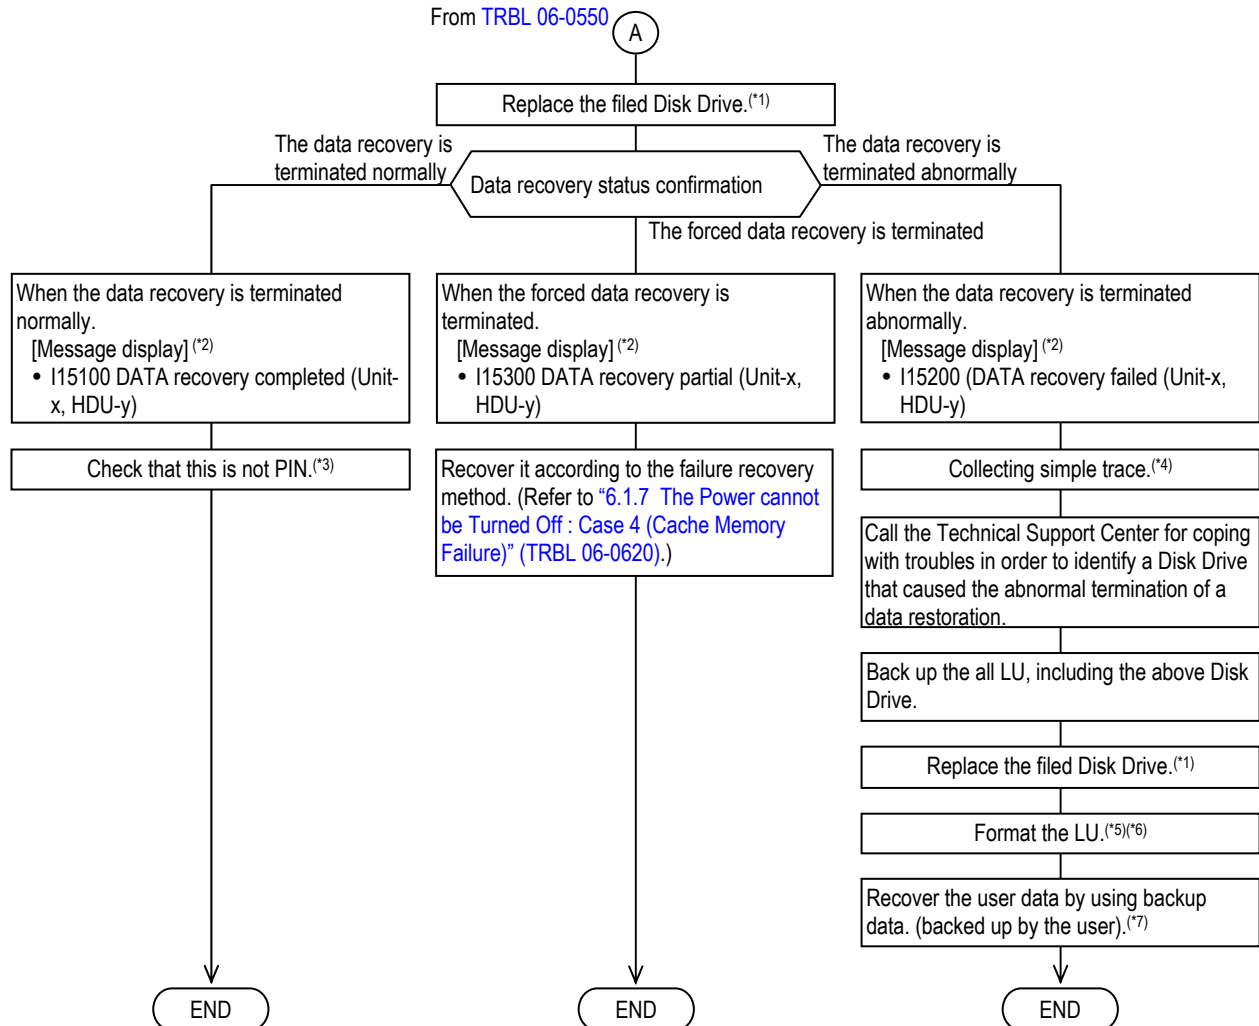 From TRBL 06-0550
A
Replace the filed Disk Drive.(*1)
The data recovery is
terminated normally
Data recovery status confirmation
The data recovery is
terminated abnormally
The forced data recovery is terminated
When the data recovery is terminated
normally.
[Message display] (*2)
• I15100 DATA recovery completed (Unit-
x, HDU-y)
Check that this is not PIN.(*3)
END
When the forced data recovery is
terminated.
[Message display] (*2)
• I15300 DATA recovery partial (Unit-x,
HDU-y)
Recover it according to the failure recovery
method. (Refer to “6.1.7 The Power cannot
be Turned Off : Case 4 (Cache Memory
Failure)” (TRBL 06-0620).)
END
When the data recovery is terminated
abnormally.
[Message display] (*2)
• I15200 (DATA recovery failed (Unit-x,
HDU-y)
Collecting simple trace.(*4)
Call the Technical Support Center for coping
with troubles in order to identify a Disk Drive
that caused the abnormal termination of a
data restoration.
Back up the all LU, including the above Disk
Drive.
Replace the filed Disk Drive.(*1)
Format the LU.(*5)(*6)
Recover the user data by using backup
data. (backed up by the user).(*7)
END